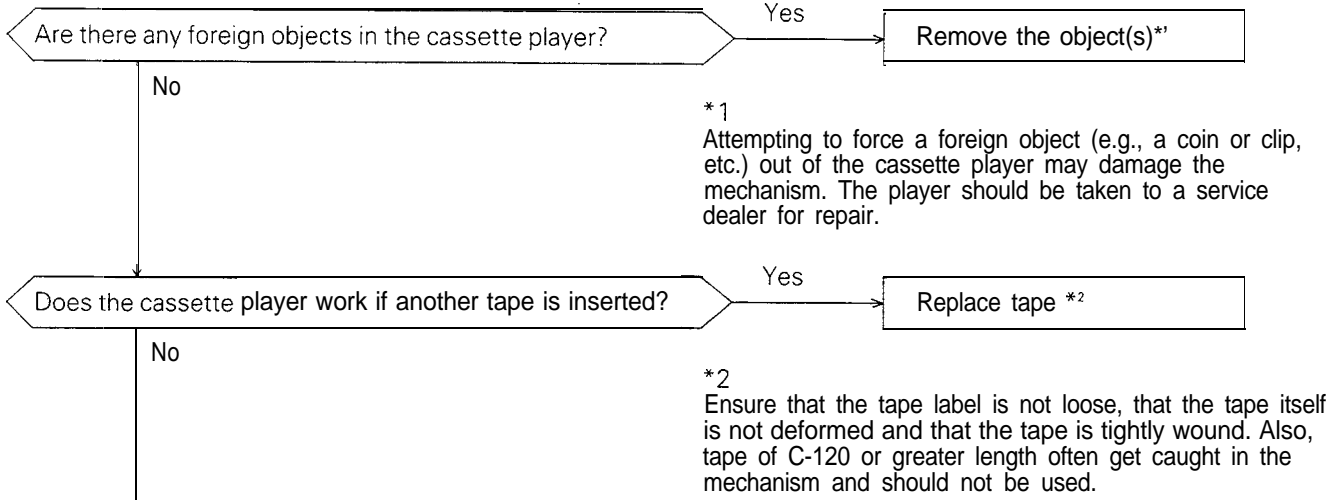 Yes
Are there any foreign objects in the cassette player?
Remove the object(s)*'
No
*1
Attempting to force a foreign object (e.g., a coin or clip,
etc.) out of the cassette player may damage the
mechanism. The player should be taken to a service
dealer for repair.
Yes
Does the cassette player work if another tape is inserted?
Replace tape *2
No
*2
Ensure that the tape label is not loose, that the tape itself
is not deformed and that the tape is tightly wound. Also,
tape of C-120 or greater length often get caught in the
mechanism and should not be used.